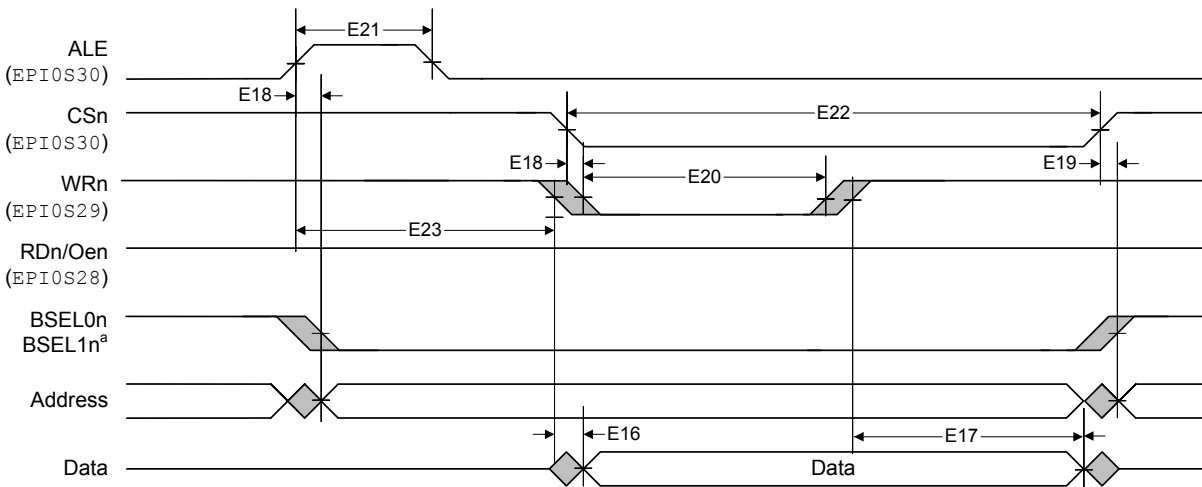 E21
ALE
(EPI0S30)
E18
CSn
E22
(EPI0S30)
E18
E19
WRn
E20
(EPI0S29)
E23
RDn/Oen
(EPI0S28)
BSEL0n
BSEL1nᵃ
Address
E16
E17
Data
Data